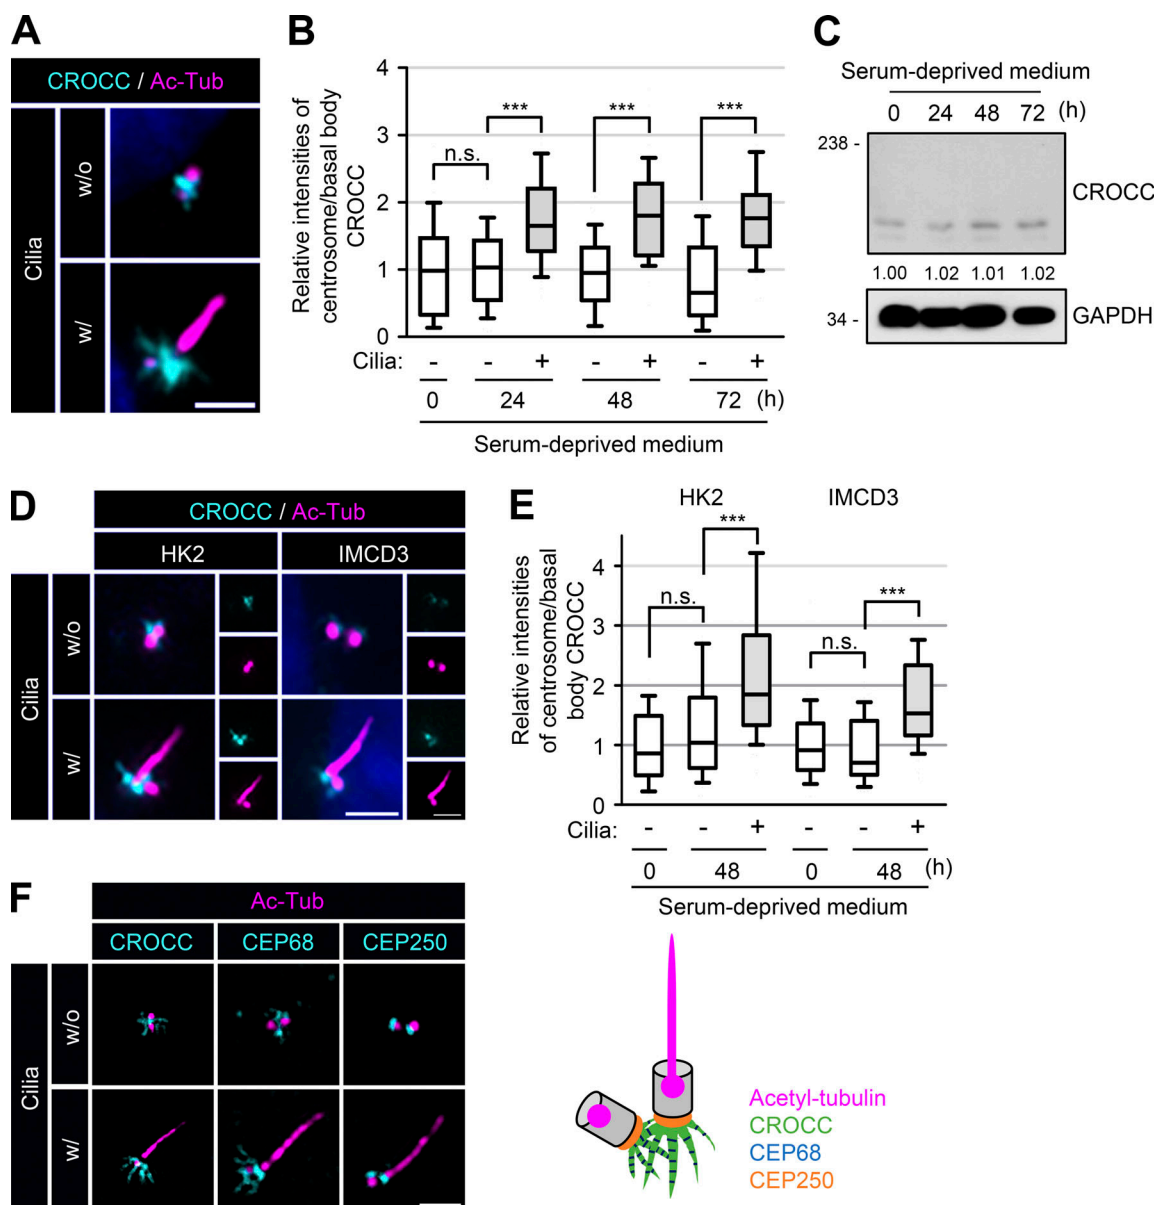 A
CROCC / Ac-Tub
Cilia
w/o
w/
B
Relative intensities of
centrosome/basal body
CROCC
4
3
2
1
0
n.s.
***
***
***
Cilia: - - + - + - +
0 24 48 72 (h)
Serum-deprived medium
C
Serum-deprived medium
0 24 48 72 (h)
238 -
CROCC
1.00 1.02 1.01 1.02
34 -
GAPDH
D
CROCC / Ac-Tub
HK2 IMCD3
Cilia
w/o
w/
E
HK2 IMCD3
Relative intensities
of centrosome/basal
body CROCC
4
3
2
1
0
n.s.
***
n.s.
***
Cilia: - - + - - +
0 48 0 48 (h)
Serum-deprived medium
F
Ac-Tub
CROCC CEP68 CEP250
Cilia
w/o
w/
Acetyl-tubulin
CROCC
CEP68
CEP250